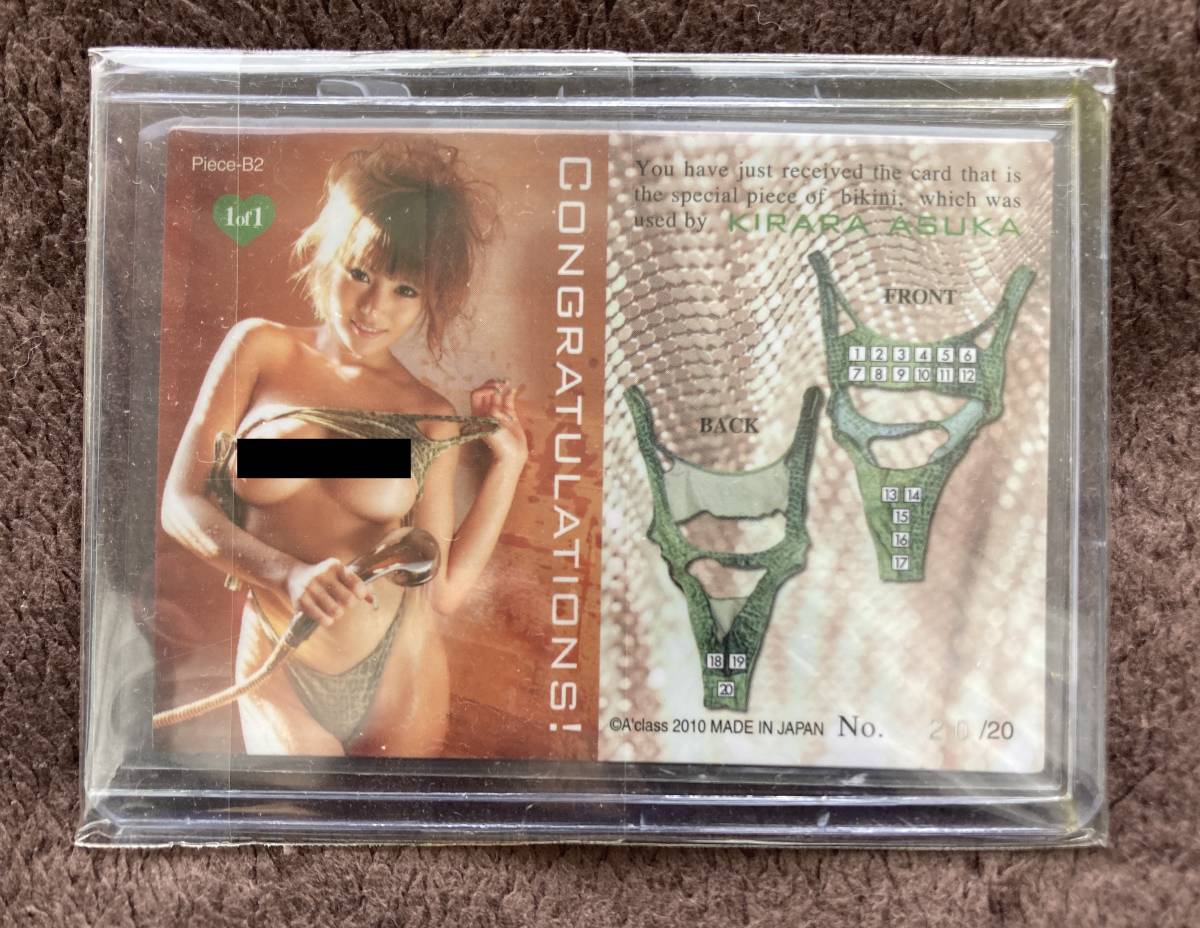 Piece-B2
1of1
CONGRATULATIONS!
You have just received the card that is
the special piece of bikini, which was
used by KIRARA ASUKA
FRONT
1 2 3 4 5 6
7 8 9 10 11 12
13 14
15
16
17
BACK
18 19
20
©A'class 2010 MADE IN JAPAN No. 20/20